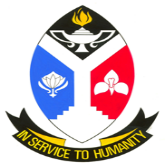 IN SERVICE TO HUMANITY